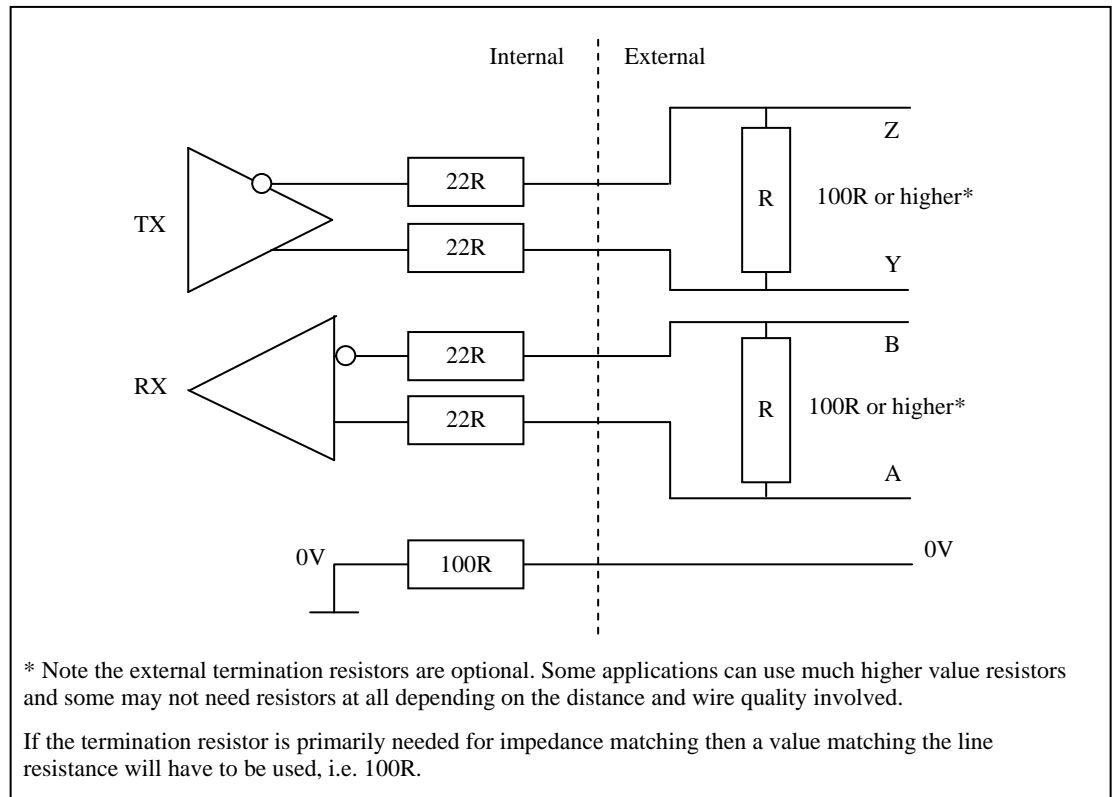 Internal External
Z
22R
R 100R or higher*
TX
22R
Y
22R
B
RX
R 100R or higher*
22R
A
0V 100R 0V
* Note the external termination resistors are optional. Some applications can use much higher value resistors
and some may not need resistors at all depending on the distance and wire quality involved.
If the termination resistor is primarily needed for impedance matching then a value matching the line
resistance will have to be used, i.e. 100R.